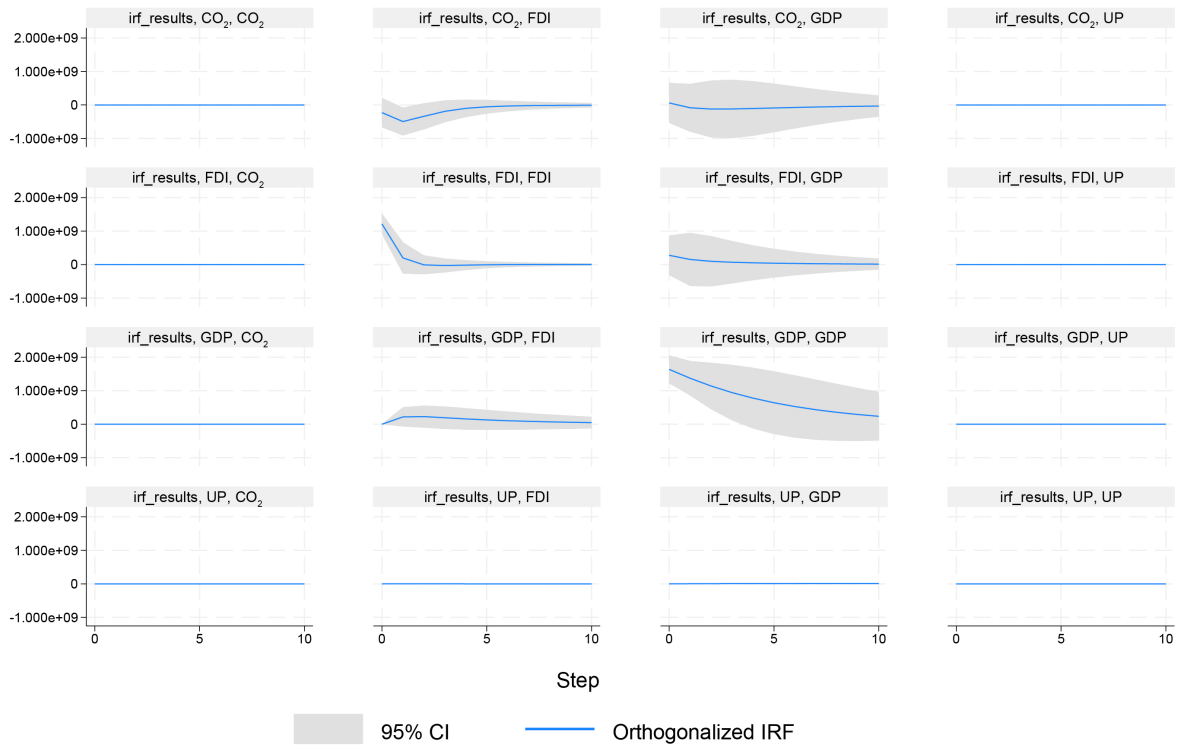 irf_results, CO₂, CO₂ irf_results, CO₂, FDI irf_results, CO₂, GDP irf_results, CO₂, UP
2.000e+09
1.000e+09
0
-1.000e+09
irf_results, FDI, CO₂ irf_results, FDI, FDI irf_results, FDI, GDP irf_results, FDI, UP
2.000e+09
1.000e+09
0
-1.000e+09
irf_results, GDP, CO₂ irf_results, GDP, FDI irf_results, GDP, GDP irf_results, GDP, UP
2.000e+09
1.000e+09
0
-1.000e+09
irf_results, UP, CO₂ irf_results, UP, FDI irf_results, UP, GDP irf_results, UP, UP
2.000e+09
1.000e+09
0
-1.000e+09
0 5 10 0 5 10 0 5 10 0 5 10
Step
95% CI Orthogonalized IRF